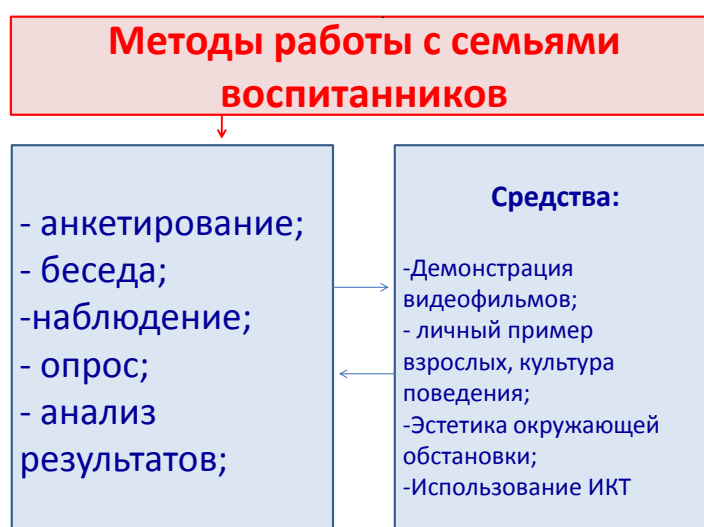 Методы работы с семьями
воспитанников
- анкетирование;
- беседа;
-наблюдение;
- опрос;
- анализ
результатов;
Средства:
-Демонстрация
видеофильмов;
- личный пример
взрослых, культура
поведения;
-Эстетика окружающей
обстановки;
-Использование ИКТ